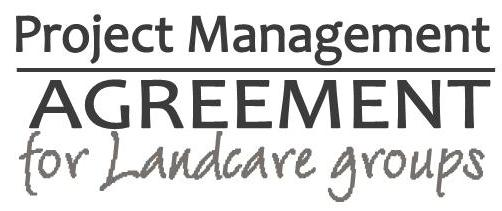 Project Management
AGREEMENT
for Landcare groups